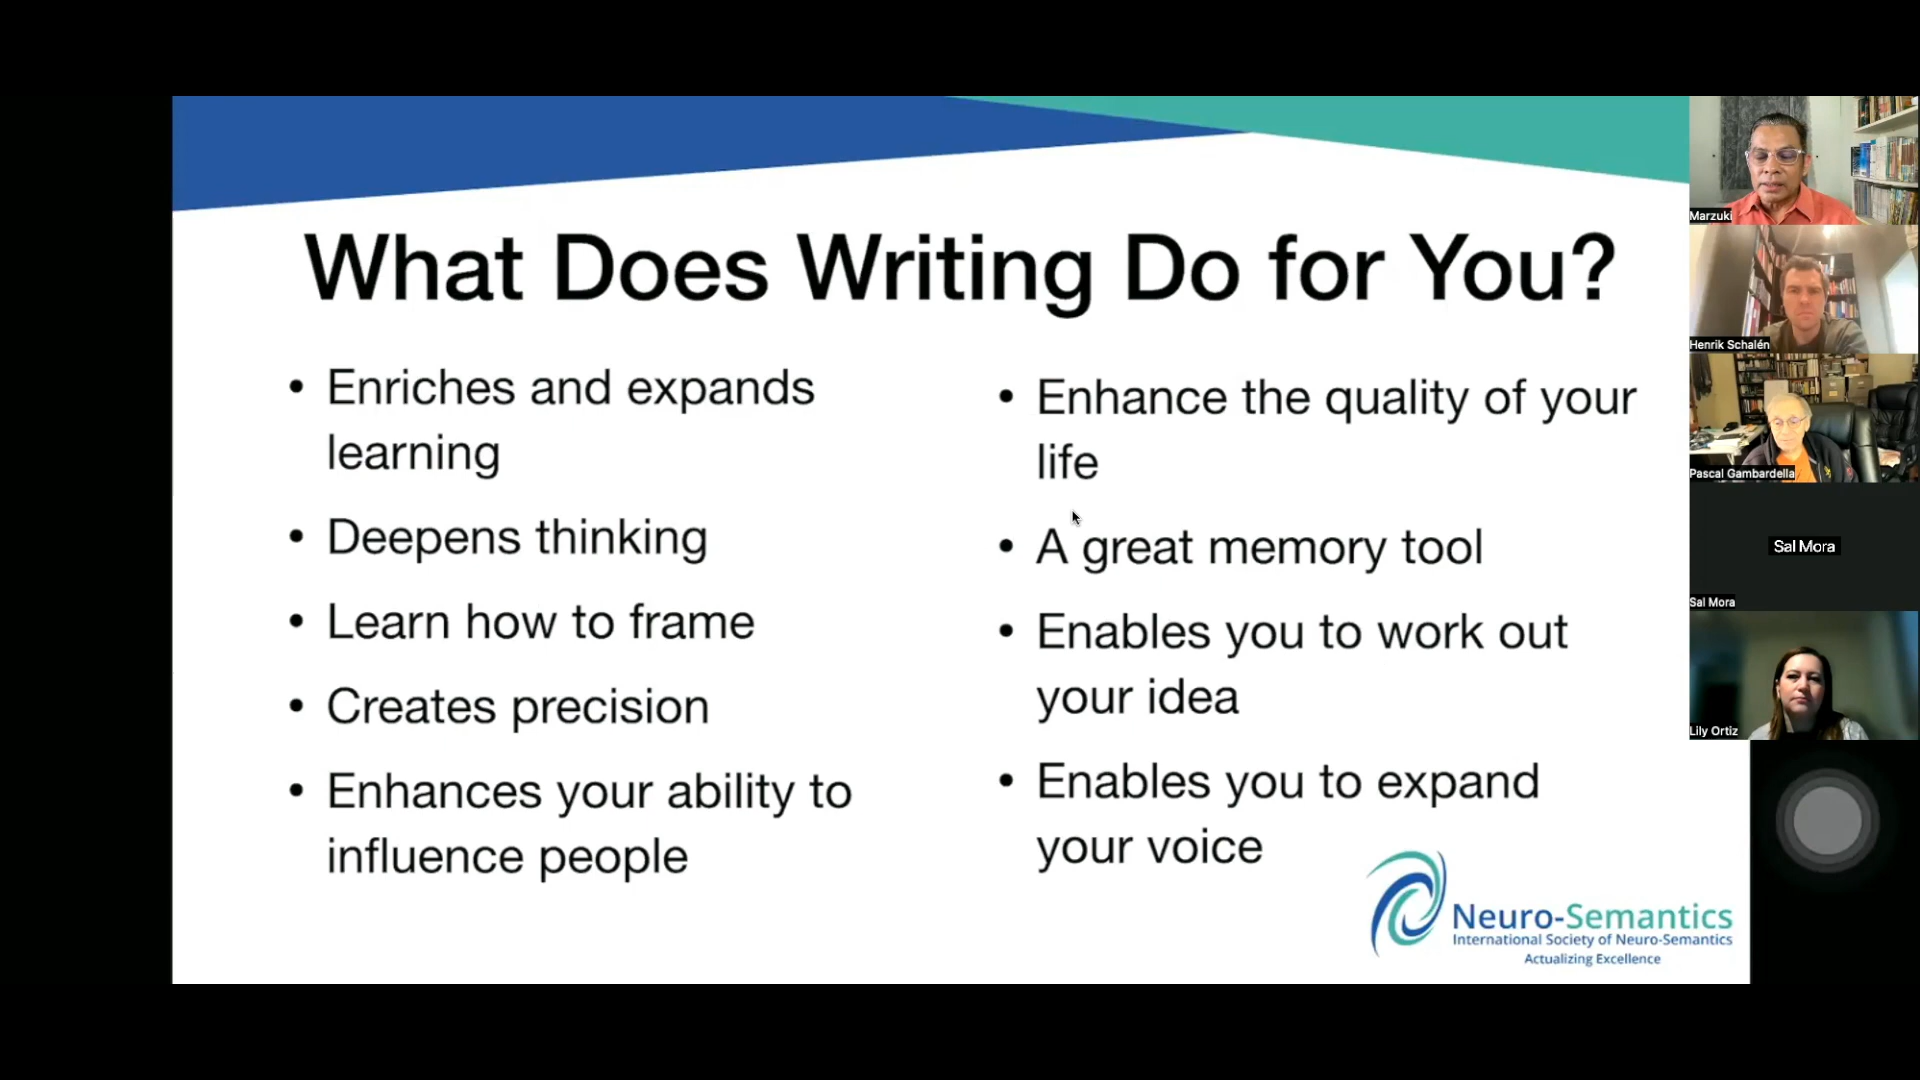 What Does Writing Do for You?
• Enriches and expands
learning
• Deepens thinking
• Learn how to frame
• Creates precision
• Enhances your ability to
influence people
• Enhance the quality of your
life
• A great memory tool
• Enables you to work out
your idea
• Enables you to expand
your voice
Neuro-Semantics
International Society of Neuro-Semantics
Actualizing Excellence
Marzuki
Henrik Schalén
Pascal Gambardella
Sal Mora
Sal Mora
Lily Ortiz